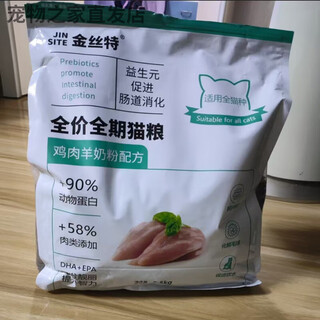 宠物之家直发店
JIN
SITE 金丝特
Prebiotics
promote
intestinal
digestion
益生元
促进
肠道消化
适用全猫种
Suitable for all cats
全价全期猫粮
鸡肉羊奶粉配方
+90%
动物蛋白
+58%
肉类添加
DHA+EPA